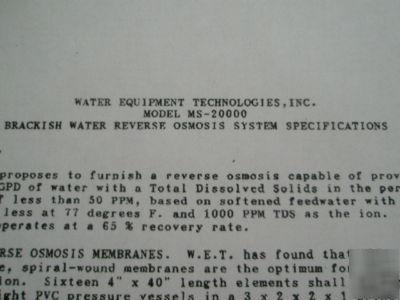 WATER EQUIPMENT TECHNOLOGIES,INC.
MODEL MS-20000
BRACKISH WATER REVERSE OSMOSIS SYSTEM SPECIFICATIONS
proposes to furnish a reverse osmosis capable of prov
GPD of water with a Total Dissolved Solids in the per
f less than 50 PPM, based on softened feedwater with
less at 77 degrees F. and 1000 PPM TDS as the ion.
operates at a 65 % recovery rate.
RSE OSMOSIS MEMBRANES. W.E.T. has found that
e, spiral-wound membranes are the optimum fo
ion. Sixteen 4" x 40" length elements shall
ight PVC pressure vessels in a 3 x 2 x 2 x 1